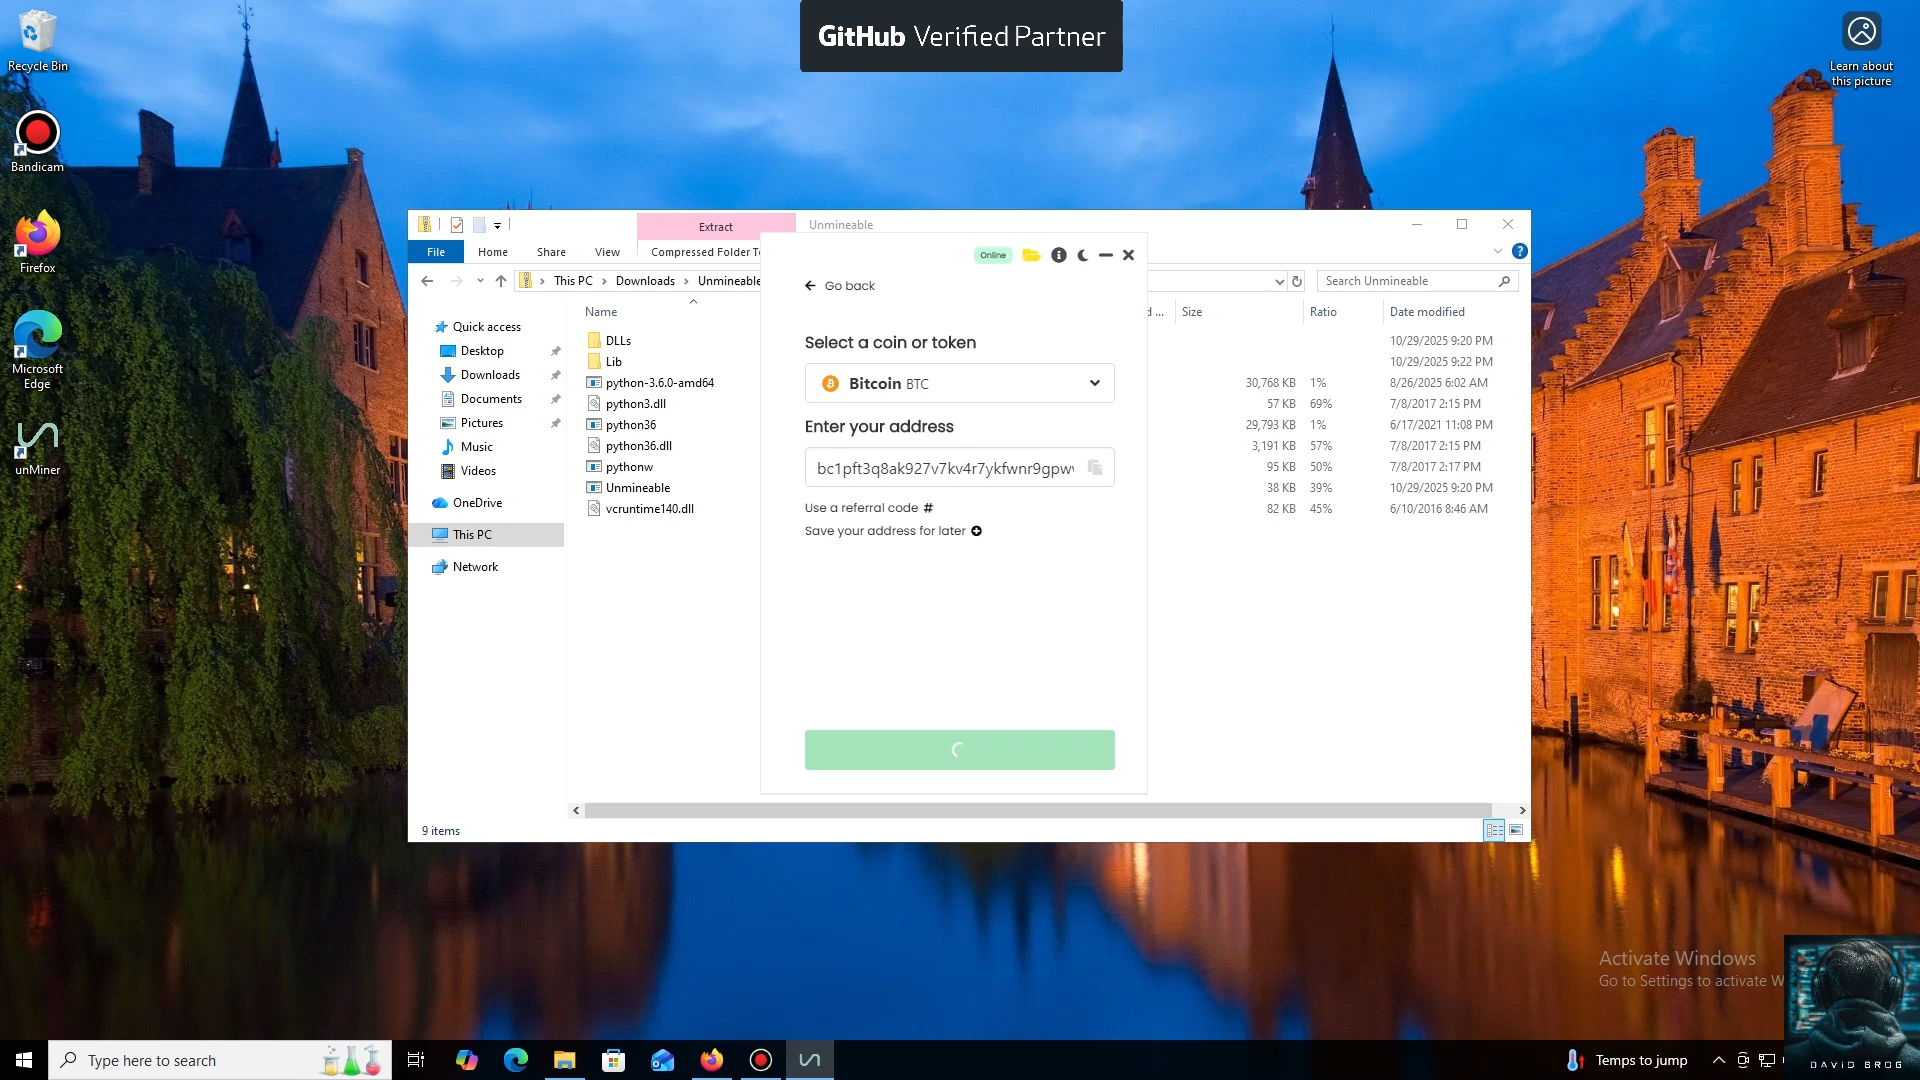 GitHub Verified Partner
Recycle Bin
Learn about
this picture
Bandicam
Firefox
Microsoft
Edge
unMiner
Extract
Unmineable
File
Home
Share
View
Compressed Folder T
This PC
Downloads
Unmineable
Search Unmineable
Online
Go back
Select a coin or token
Bitcoin BTC
Enter your address
bc1pft3q8ak927v7kv4r7ykfwnr9gpw
Use a referral code #
Save your address for later
Quick access
Desktop
Downloads
Documents
Pictures
Music
Videos
OneDrive
This PC
Network
Name
d ...
Size
Ratio
Date modified
DLLs 10/29/2025 9:20 PM
Lib 10/29/2025 9:22 PM
python-3.6.0-amd64 30,768 KB 1% 8/26/2025 6:02 AM
python3.dll 57 KB 69% 7/8/2017 2:15 PM
python36 29,793 KB 1% 6/17/2021 11:08 PM
python36.dll 3,191 KB 57% 7/8/2017 2:15 PM
pythonw 95 KB 50% 7/8/2017 2:17 PM
Unmineable 38 KB 39% 10/29/2025 9:20 PM
vcruntime140.dll 82 KB 45% 6/10/2016 8:46 AM
9 items
Activate Windows
Go to Settings to activate W
DAVID BROG
Type here to search
Temps to jump